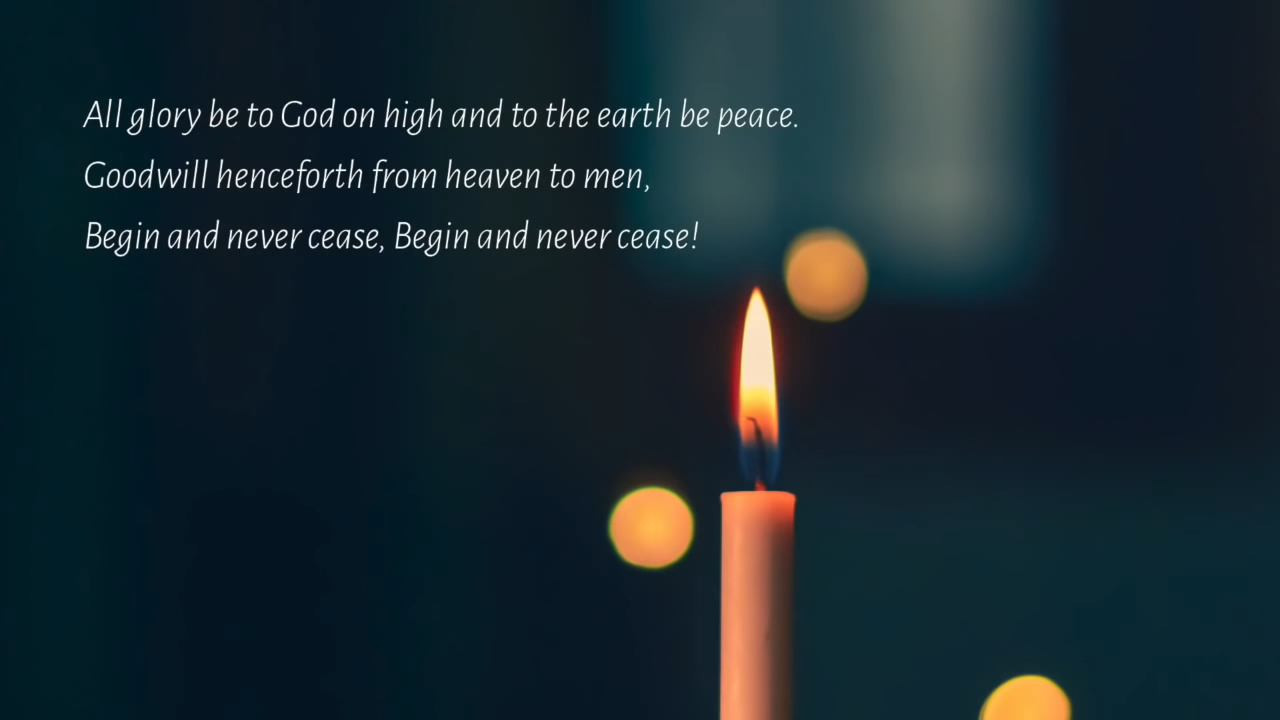 All glory be to God on high and to the earth be peace.
Goodwill henceforth from heaven to men,
Begin and never cease, Begin and never cease!